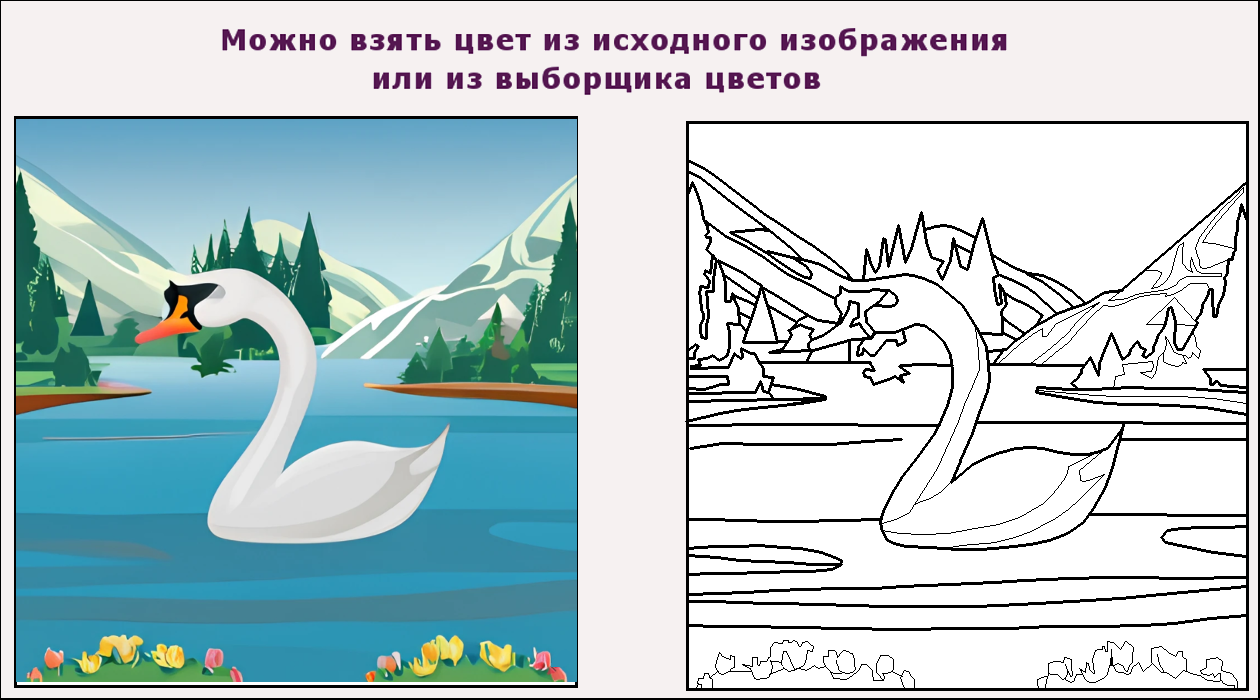 Можно взять цвет из исходного изображения
или из выборщика цветов